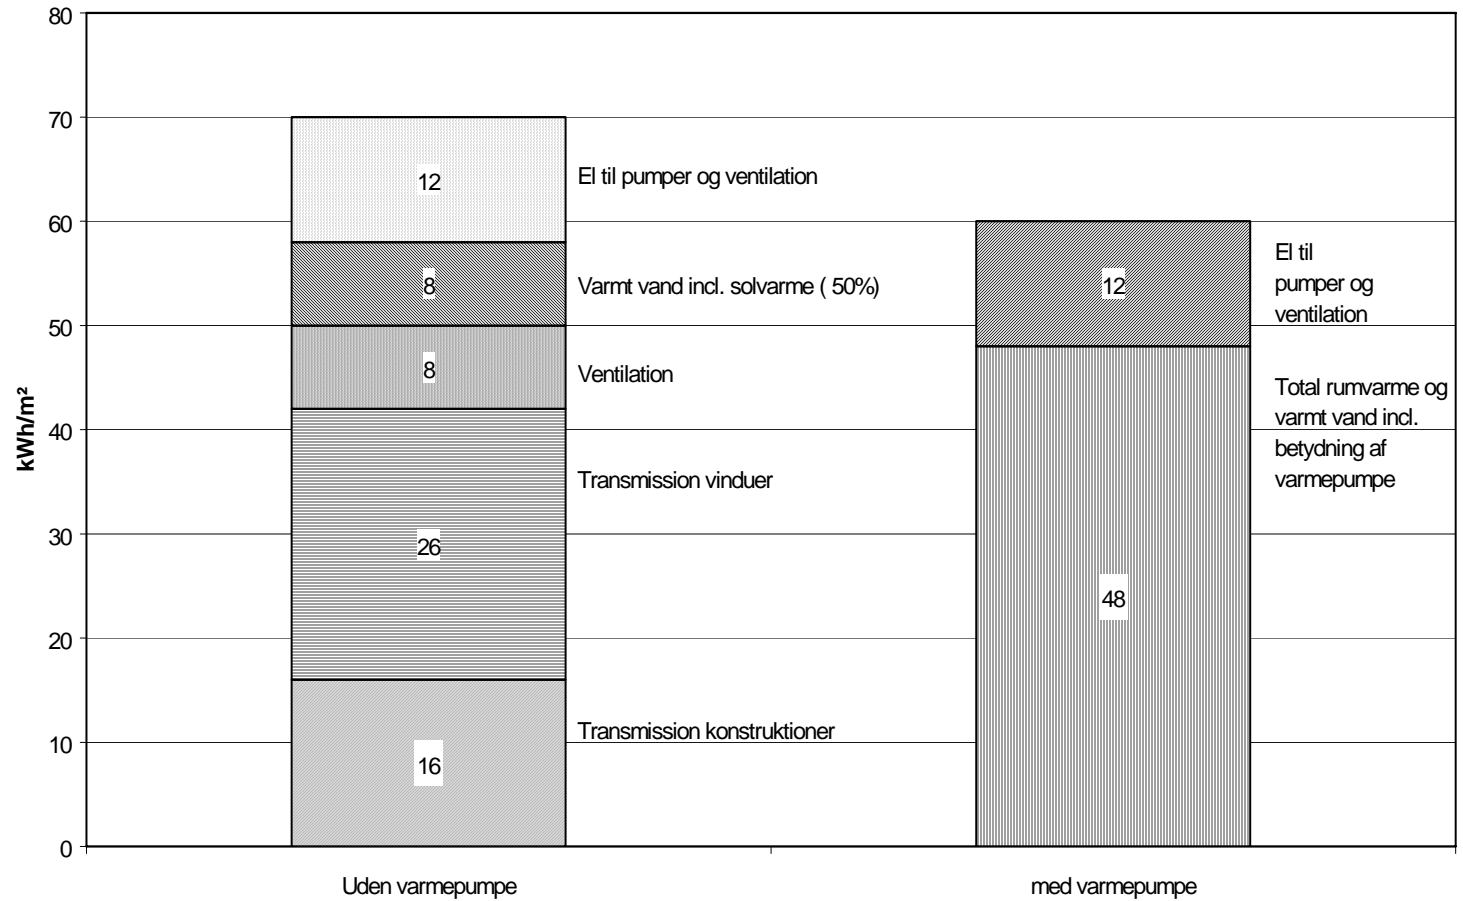 80
70
60
50
40
30
20
10
0
kWh/m²
12
8
8
26
16
El til pumper og ventilation
Varmt vand incl. solvarme ( 50%)
Ventilation
Transmission vinduer
Transmission konstruktioner
12
48
El til
pumper og
ventilation
Total rumvarme og
varmt vand incl.
betydning af
varmepumpe
Uden varmepumpe
med varmepumpe